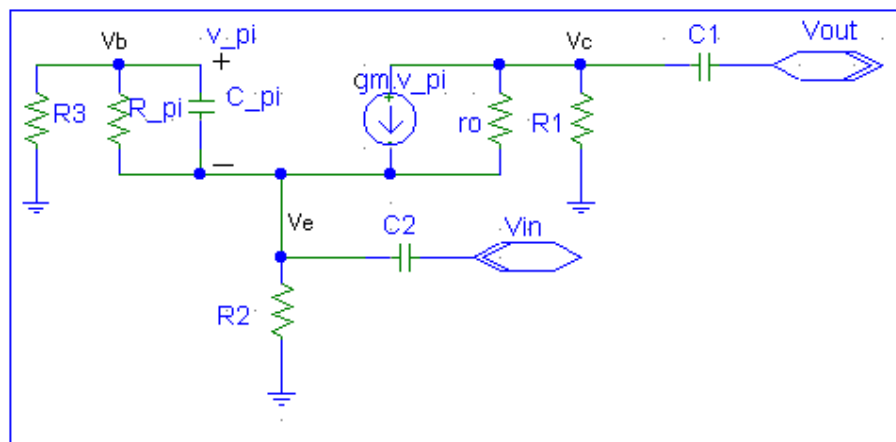 Vb
v_pi
+
gm v_pi
Vc
C1
Vout
R3
R_pi
C_pi
ro
R1
–
Ve
C2
Vin
R2